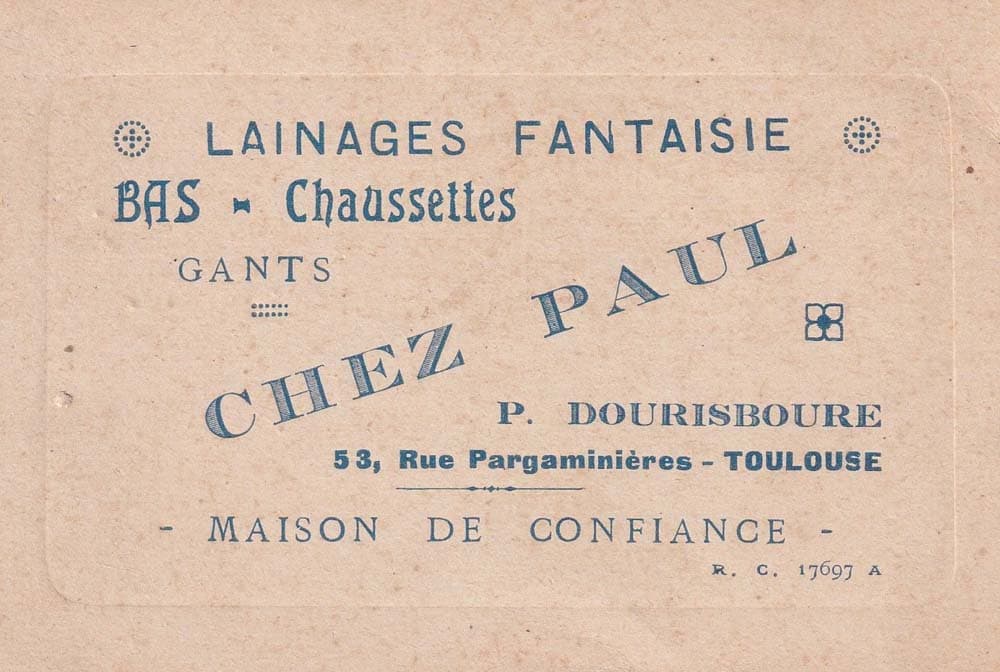 LAINAGES FANTAISIE
BAS - Chaussettes
GANTS
CHEZ PAUL
P. DOURISBOURE
53, Rue Pargaminières - TOULOUSE
- MAISON DE CONFIANCE -
R. C. 17697 A